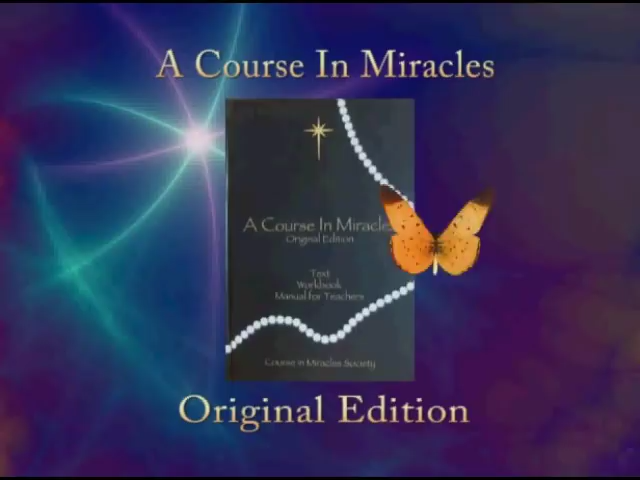 A Course In Miracles
A Course In Miracle
Original Edition
Text
Workbook
Manual for Teachers
Course in Miracles Society
Original Edition